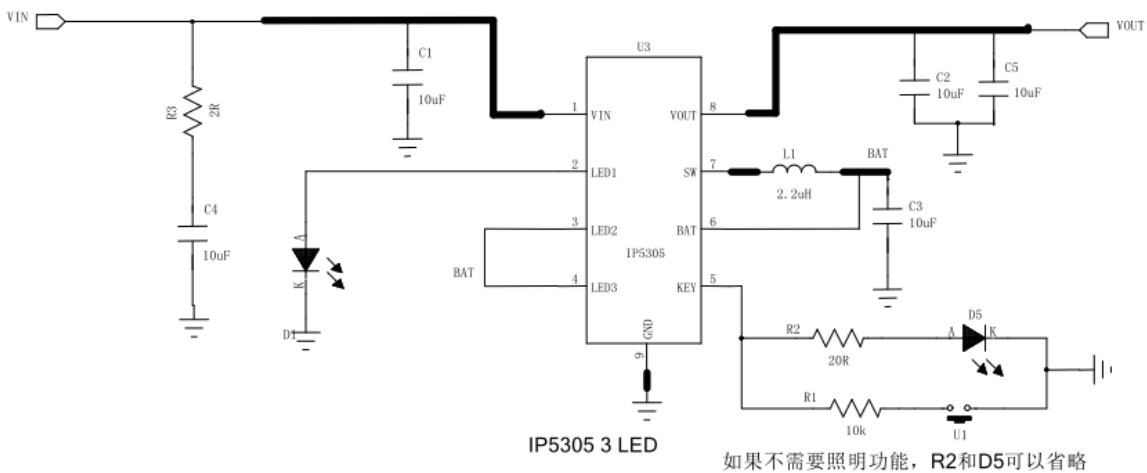 VIN
VOUT
U3
C1
10uF
C2
10uF
C5
10uF
R3
2R
1
VIN
VOUT
8
2
LED1
SW
7
L1
2.2uH
BAT
C4
10uF
3
LED2
BAT
6
C3
10uF
A
K
D1
BAT
4
LED3
IP5305
KEY
5
GND
9
R2
20R
A
D5
K
R1
10k
U1
IP5305 3 LED
如果不需要照明功能，R2和D5可以省略